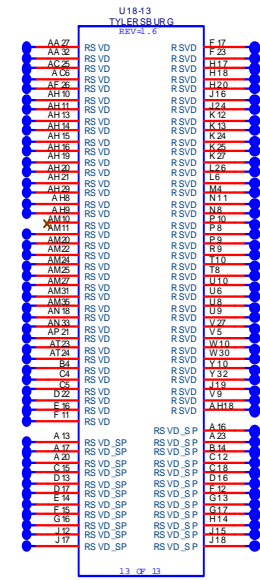 U18-13
TYLERSBURG
REV=1.6
AA27 RSVD RSVD F17
AA32 RSVD RSVD F23
AC25 RSVD RSVD H17
AC6 RSVD RSVD H18
AF26 RSVD RSVD H20
AH10 RSVD RSVD J16
AH11 RSVD RSVD J24
AH13 RSVD RSVD K12
AH14 RSVD RSVD K13
AH15 RSVD RSVD K24
AH16 RSVD RSVD K25
AH19 RSVD RSVD K27
AH20 RSVD RSVD L26
AH21 RSVD RSVD L6
AH29 RSVD RSVD M4
AH8 RSVD RSVD N11
AH9 RSVD RSVD N8
AM10 RSVD RSVD P10
AM11 RSVD RSVD P8
AM20 RSVD RSVD P9
AM22 RSVD RSVD R9
AM24 RSVD RSVD T10
AM25 RSVD RSVD T8
AM27 RSVD RSVD U10
AM31 RSVD RSVD U6
AM35 RSVD RSVD U8
AN18 RSVD RSVD U9
AN33 RSVD RSVD V27
AP21 RSVD RSVD V5
AT23 RSVD RSVD W10
AT24 RSVD RSVD W30
B4 RSVD RSVD Y10
C4 RSVD RSVD Y32
C5 RSVD RSVD J19
D22 RSVD RSVD V9
E16 RSVD RSVD AH18
F11 RSVD
RSVD_SP A16
A13 RSVD_SP RSVD_SP A23
A17 RSVD_SP RSVD_SP B14
A20 RSVD_SP RSVD_SP C12
C15 RSVD_SP RSVD_SP C18
D13 RSVD_SP RSVD_SP D16
D17 RSVD_SP RSVD_SP F12
E14 RSVD_SP RSVD_SP G13
F15 RSVD_SP RSVD_SP G17
G16 RSVD_SP RSVD_SP H14
J12 RSVD_SP RSVD_SP J15
J17 RSVD_SP RSVD_SP J18
13 OF 13